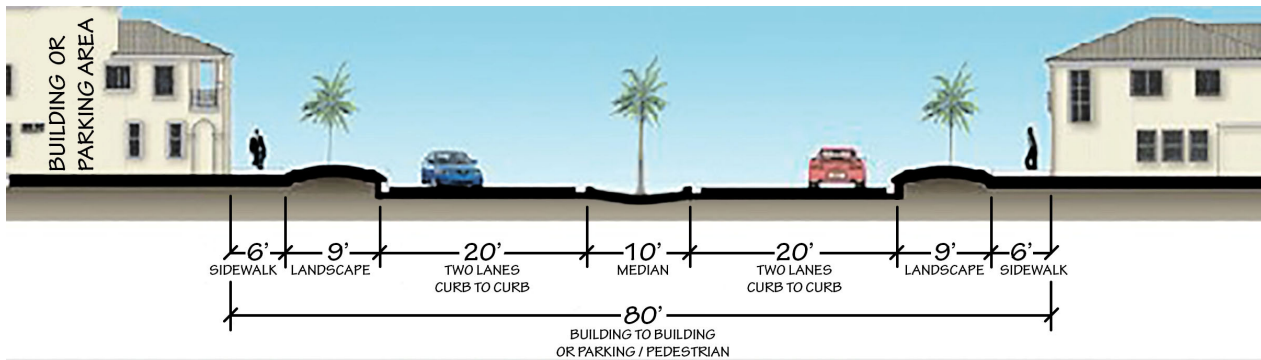 BUILDING OR
PARKING AREA
6' 9' 20' 10' 20' 9' 6'
SIDEWALK LANDSCAPE TWO LANES MEDIAN TWO LANES LANDSCAPE SIDEWALK
CURB TO CURB CURB TO CURB
80'
BUILDING TO BUILDING
OR PARKING / PEDESTRIAN